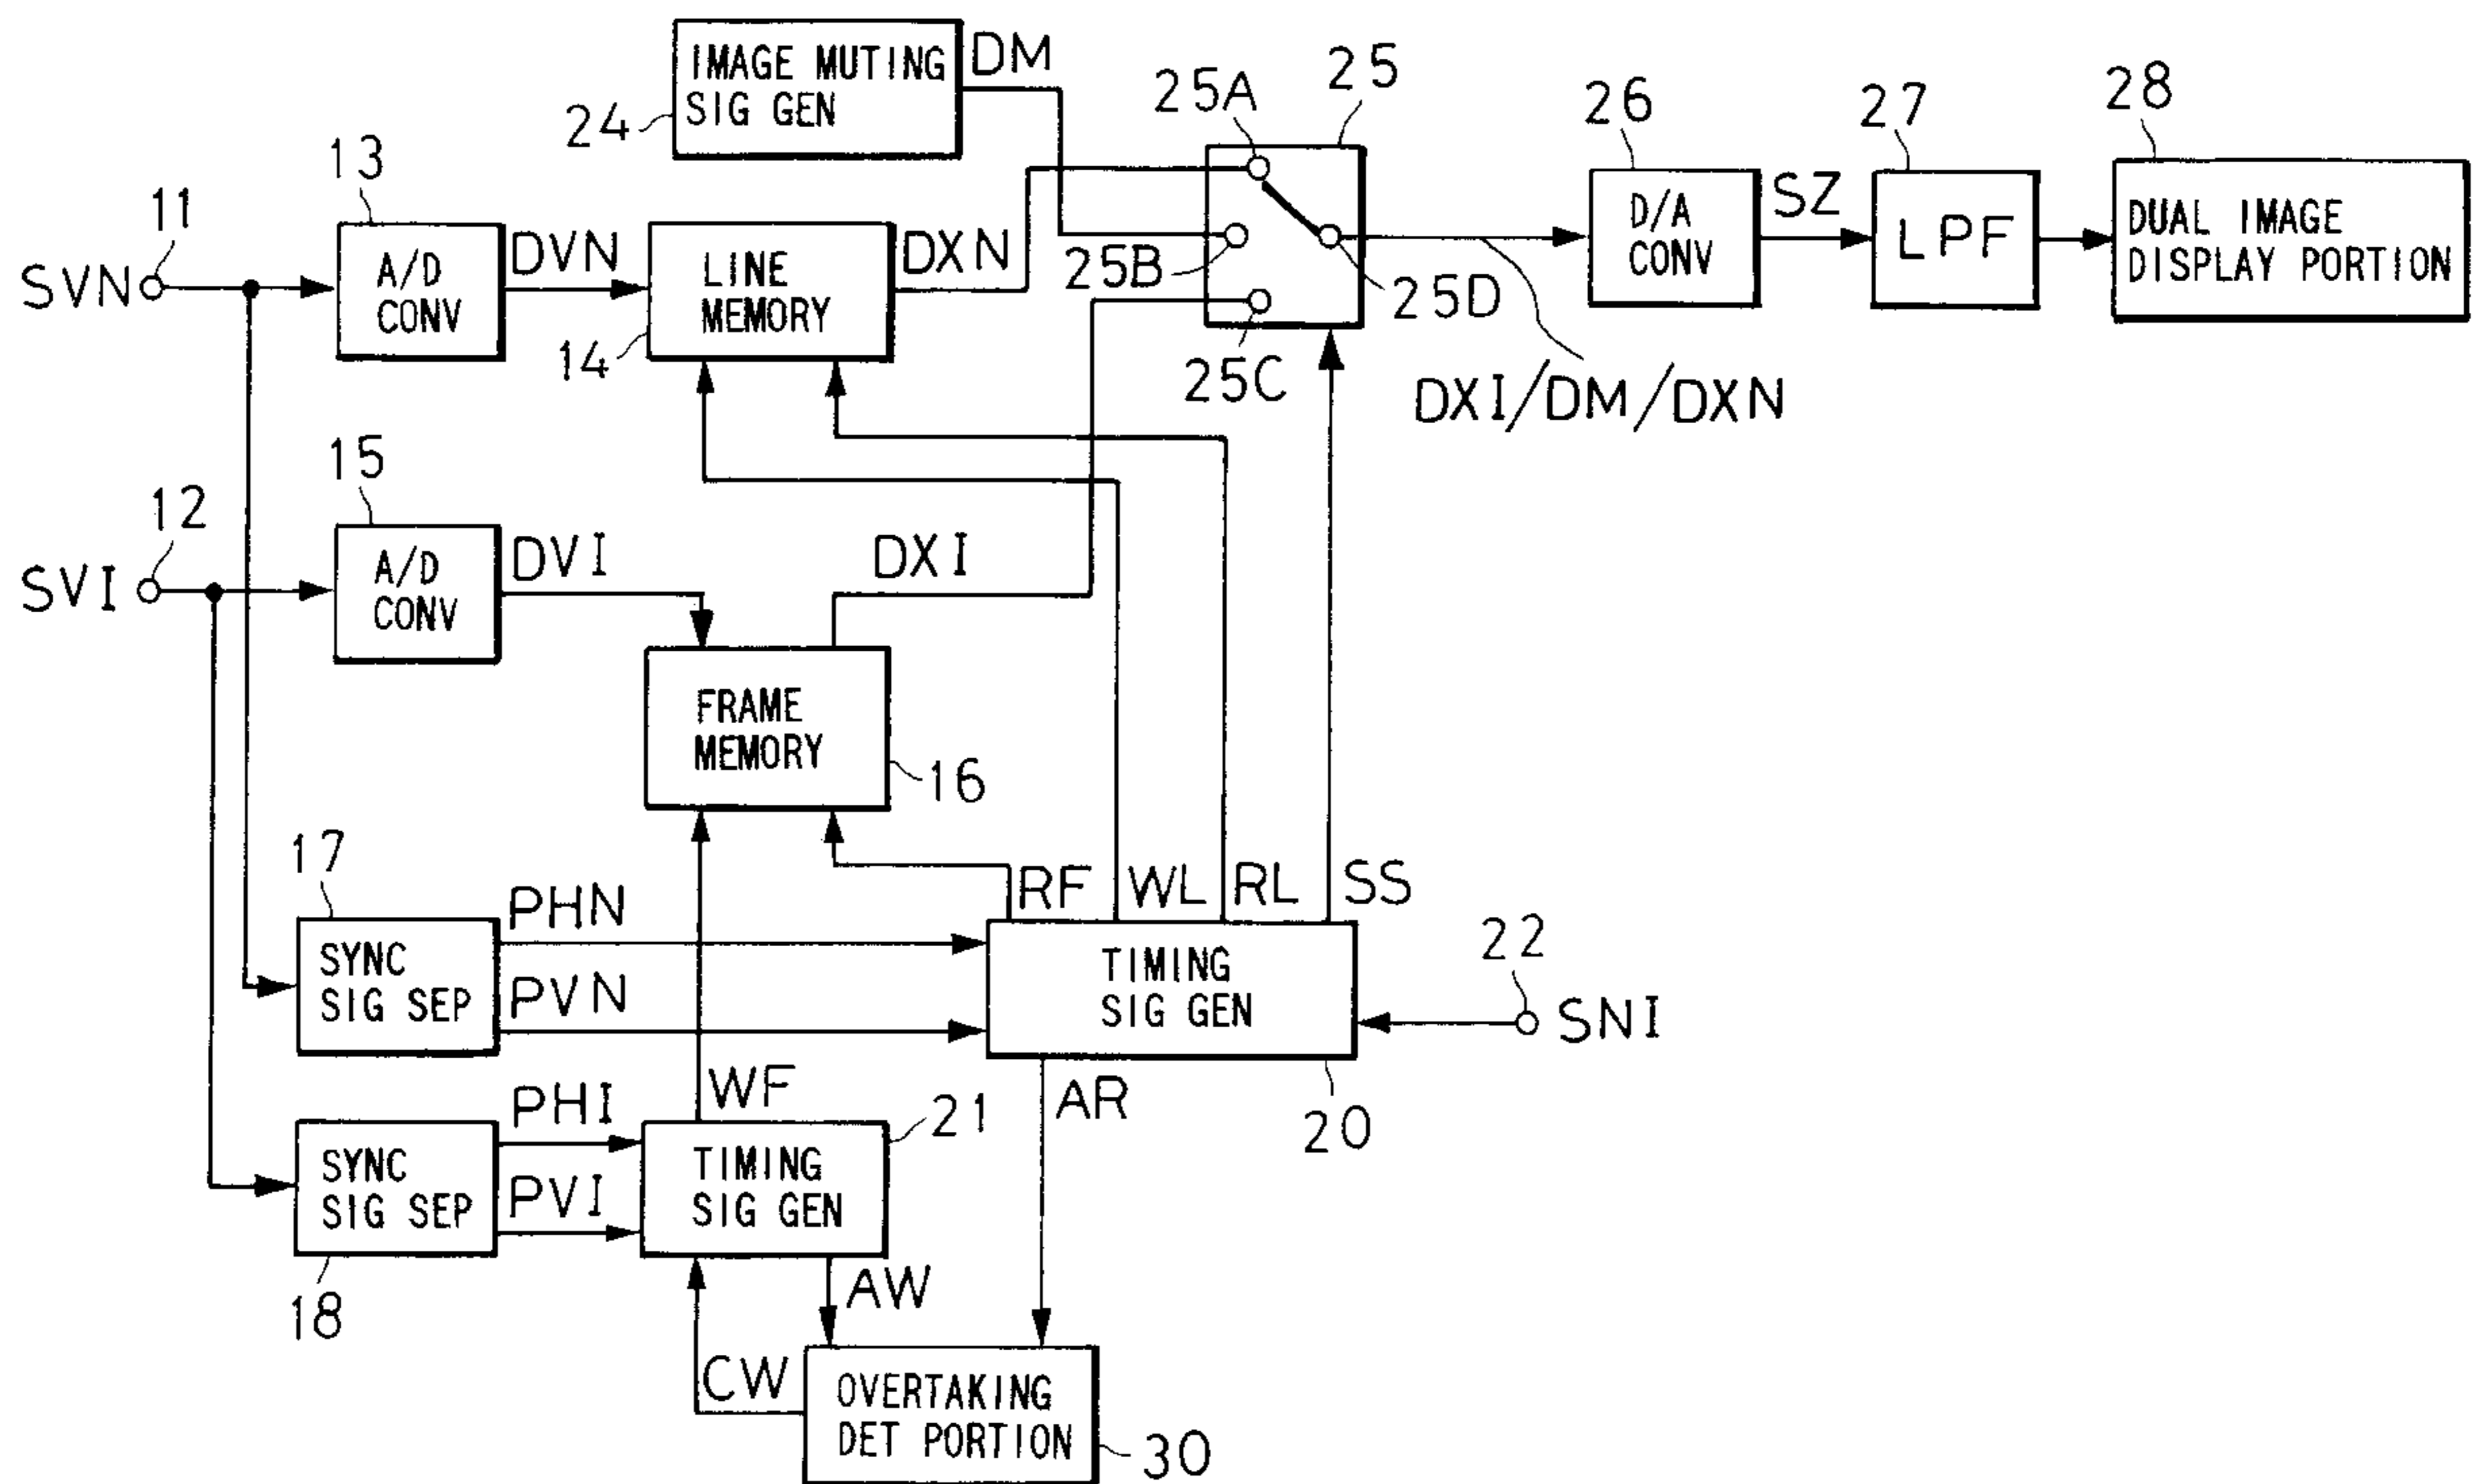 IMAGE MUTING
SIG GEN
DM
24
25A
25
26
27
28
13
11
SVN
A/D
CONV
DVN
LINE
MEMORY
DXN
14
25B
25C
25D
D/A
CONV
SZ
LPF
DUAL IMAGE
DISPLAY PORTION
DXI/DM/DXN
15
12
SVI
A/D
CONV
DVI
DXI
FRAME
MEMORY
16
17
SYNC
SIG SEP
PHN
PVN
RF
WL
RL
SS
TIMING
SIG GEN
22
SNI
20
AR
WF
PHI
PVI
SYNC
SIG SEP
18
TIMING
SIG GEN
21
AW
CW
OVERTAKING
DET PORTION
30